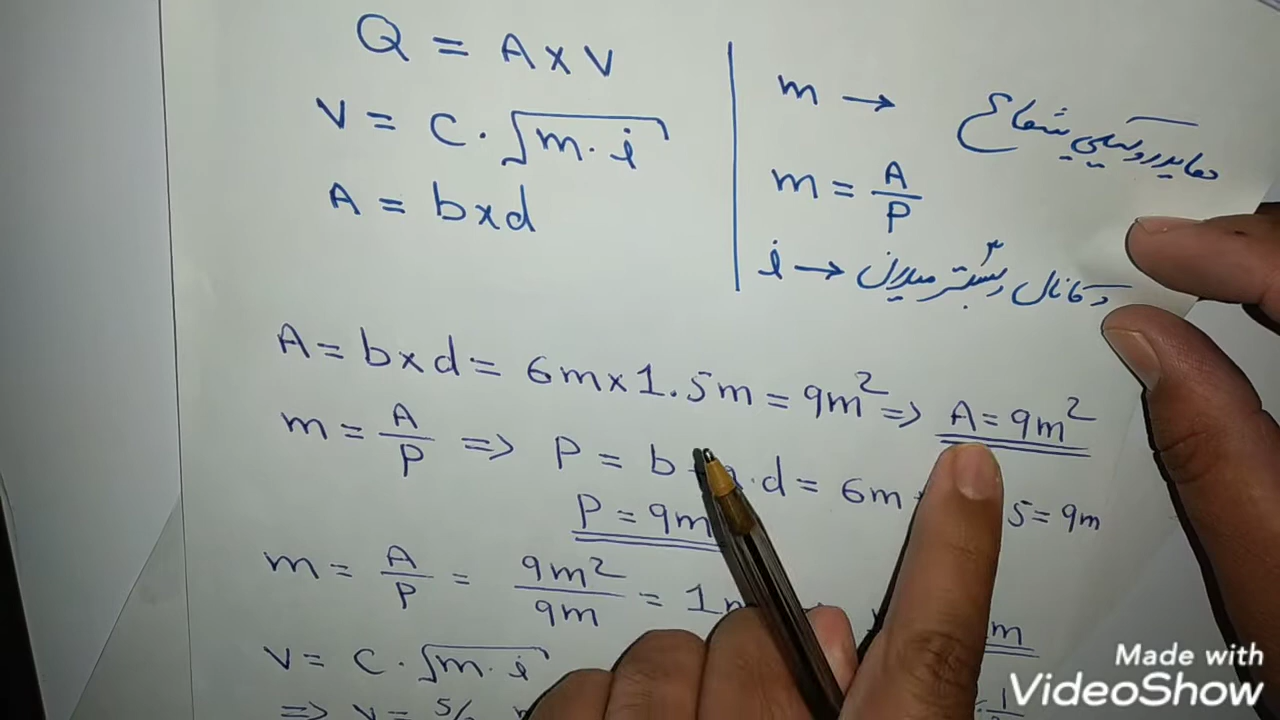 Q = A x V
V = C . √m . i
A = b x d
m →
هایدرولیکی شعاع
m = A/P
i → د کانال د بستر میلان
A = b x d = 6m x 1.5m = 9m² => A = 9m²
m = A/P => P = b . d = 6m 5 = 9m
P = 9m
m = A/P = 9m²/9m = 1m m
V = C . √m . i
=> V =
Made with
VideoShow